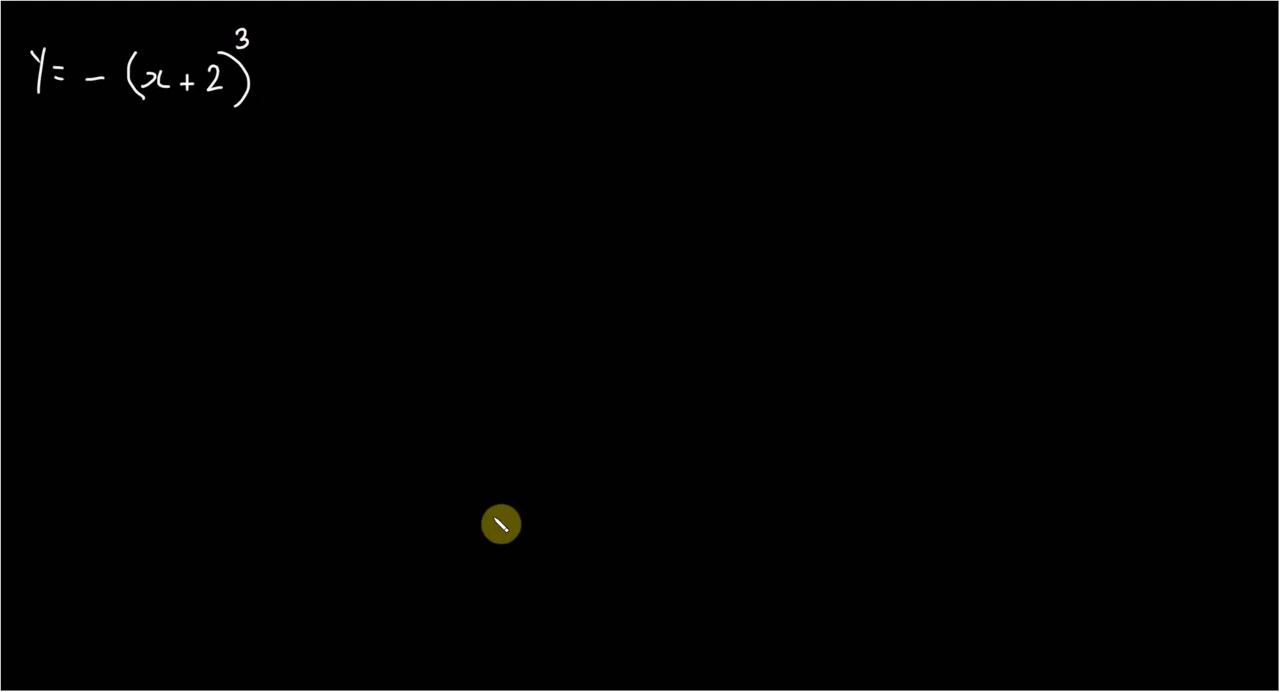 y = - (x + 2)³